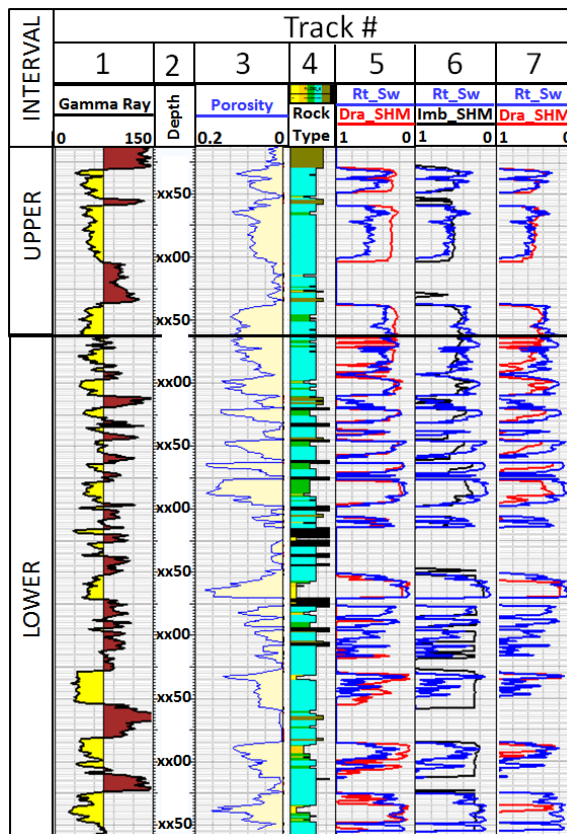 Track #
INTERVAL
1 2 3 4 5 6 7
Gamma Ray
0 150
Depth
Porosity
0.2 0
Rock
Type
Rt_Sw
Dra_SHM
1 0
Rt_Sw
Imb_SHM
1 0
Rt_Sw
Dra_SHM
1 0
UPPER
xx50
xx00
xx50
LOWER
xx00
xx50
xx00
xx50
xx00
xx50
xx00
xx50